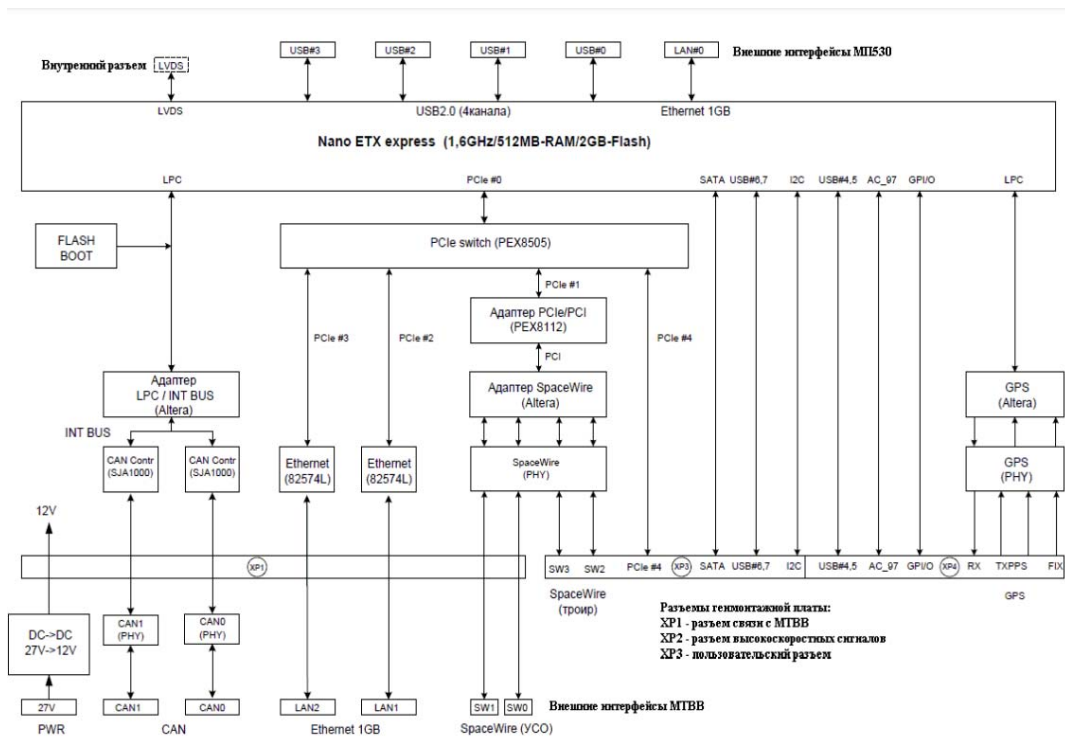 USB#3 USB#2 USB#1 USB#0 LAN#0 Внешние интерфейсы МП530
Внутренний разъем LVDS
LVDS USB2.0 (4канала) Ethernet 1GB
Nano ETX express (1,6GHz/512MB-RAM/2GB-Flash)
LPC PCIe #0 SATA USB#6,7 I2C USB#4,5 AC_97 GPI/O LPC
FLASH
BOOT
PCIe switch (PEX8505)
PCIe #1
Адаптер PCIe/PCI
(PEX8112)
PCIe #3 PCIe #2 PCIe #4
PCI
Адаптер
LPC / INT BUS
(Altera)
Адаптер SpaceWire
(Altera)
GPS
(Altera)
INT BUS
CAN Contr
(SJA1000)
CAN Contr
(SJA1000)
Ethernet
(82574L)
Ethernet
(82574L)
SpaceWire
(PHY)
GPS
(PHY)
12V
XP1
SW3 SW2 PCIe #4 XP3 SATA USB#6,7 I2C USB#4,5 AC_97 GPI/O XP4 RX TXPPS FIX
SpaceWire
(троир)
GPS
DC->DC
27V->12V
CAN1
(PHY)
CAN0
(PHY)
Разъемы генмонтажной платы:
XP1 - разъем связи с МТВВ
XP2 - разъем высокоскоростных сигналов
XP3 - пользовательский разъем
27V CAN1 CAN0 LAN2 LAN1 SW1 SW0 Внешние интерфейсы МТВВ
PWR CAN Ethernet 1GB SpaceWire (УСО)